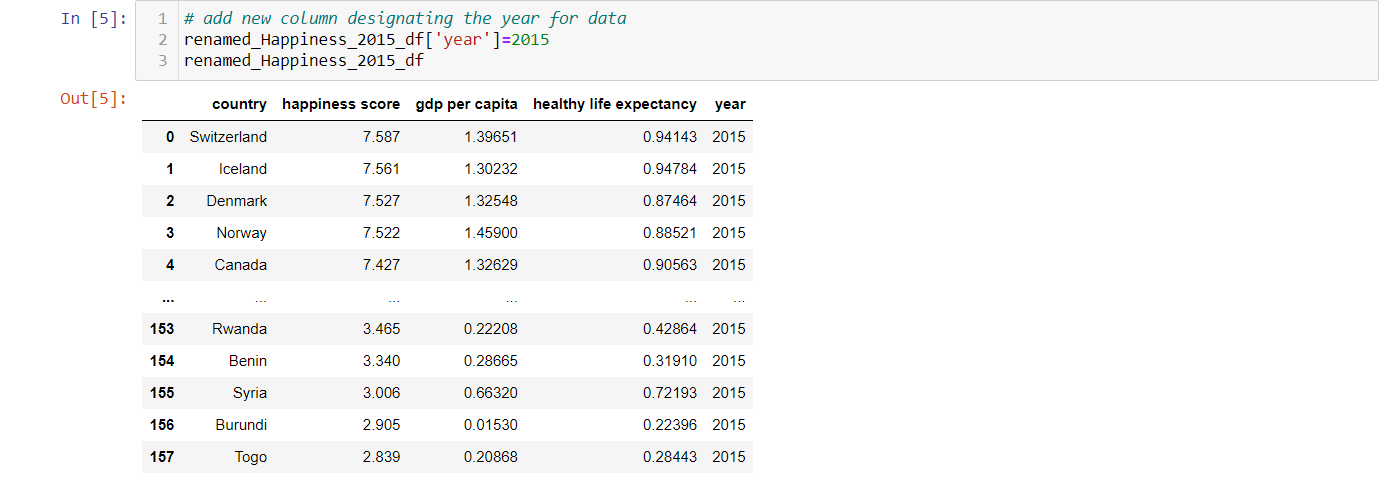 In [5]:
1 # add new column designating the year for data
2 renamed_Happiness_2015_df['year']=2015
3 renamed_Happiness_2015_df
Out[5]:
country happiness score gdp per capita healthy life expectancy year
0 Switzerland 7.587 1.39651 0.94143 2015
1 Iceland 7.561 1.30232 0.94784 2015
2 Denmark 7.527 1.32548 0.87464 2015
3 Norway 7.522 1.45900 0.88521 2015
4 Canada 7.427 1.32629 0.90563 2015
... ... ... ... ... ...
153 Rwanda 3.465 0.22208 0.42864 2015
154 Benin 3.340 0.28665 0.31910 2015
155 Syria 3.006 0.66320 0.72193 2015
156 Burundi 2.905 0.01530 0.22396 2015
157 Togo 2.839 0.20868 0.28443 2015